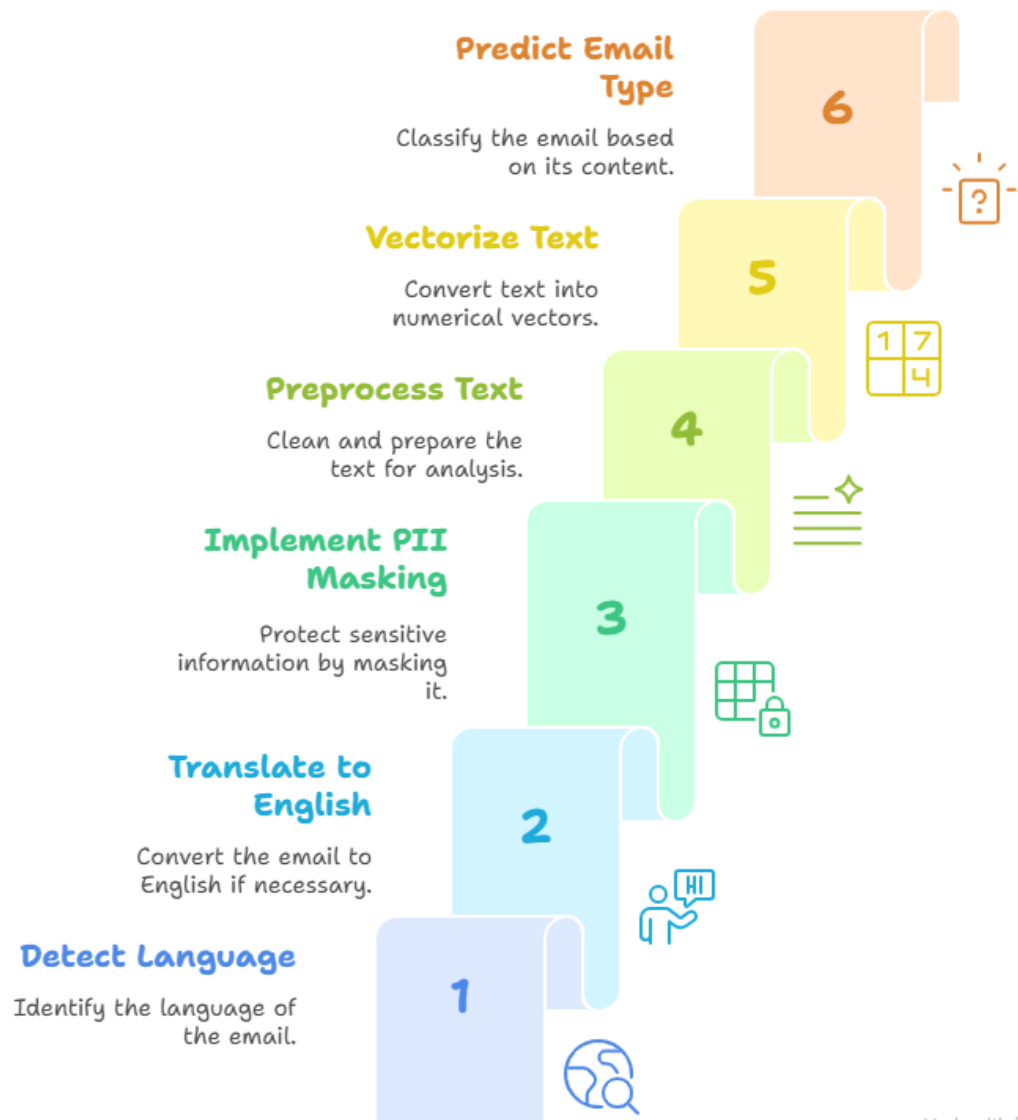 Predict Email
Type
6
Classify the email based
on its content.
?
Vectorize Text
5
Convert text into
numerical vectors.
1 7
4
Preprocess Text
4
Clean and prepare the
text for analysis.
Implement PII
Masking
3
Protect sensitive
information by masking
it.
Translate to
English
2
Convert the email to
English if necessary.
HI
Detect Language
1
Identify the language of
the email.